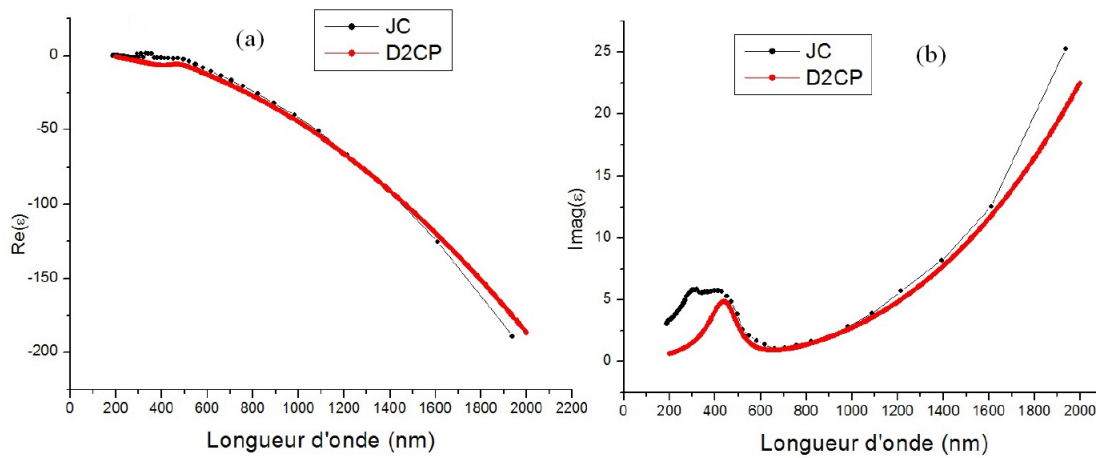 (a)
JC
D2CP
Re(ε)
0
-50
-100
-150
-200
0 200 400 600 800 1000 1200 1400 1600 1800 2000 2200
Longueur d'onde (nm)
JC
D2CP
(b)
Imag(ε)
25
20
15
10
5
0
0 200 400 600 800 1000 1200 1400 1600 1800 2000
Longueur d'onde (nm)